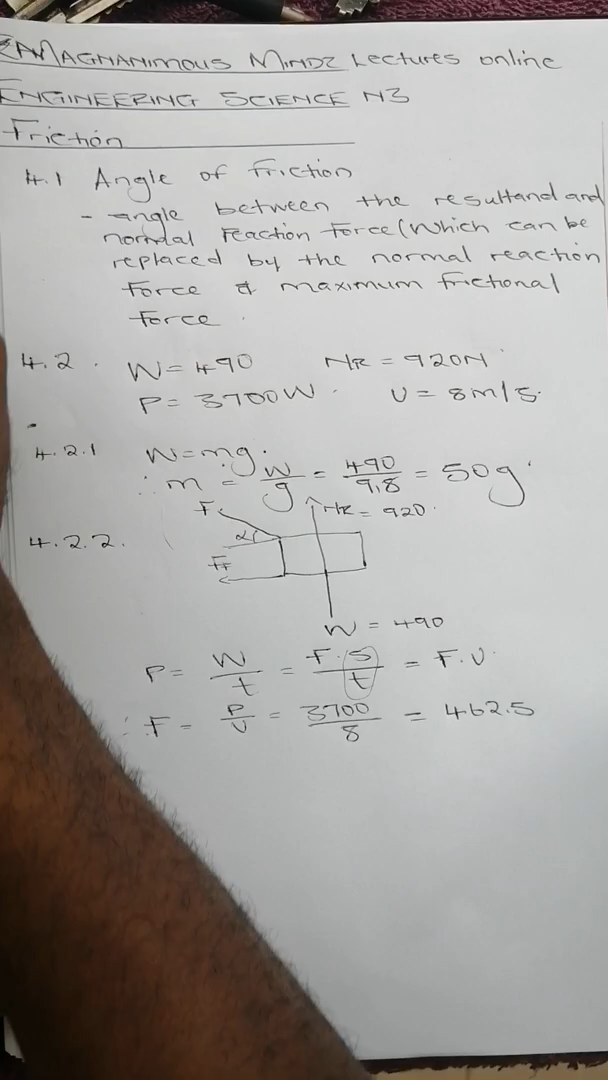 MAGNANIMOUS MINDZ Lectures online
ENGINEERING SCIENCE N3
Friction
4.1 Angle of friction
- angle between the resultand and
normal reaction force (which can be
replaced by the normal reaction
force & maximum frictional
force.
4.2. W = 490 NR = 920N
P = 3700W. U = 8m/s.
4.2.1 W = mg.
∴ m = W/g = 490/9,8 = 50g
F NR = 920.
4.2.2. α
Ff
W = 490
P = W/t = F.S/t = F.U.
∴ F = P/U = 3700/8 = 462.5